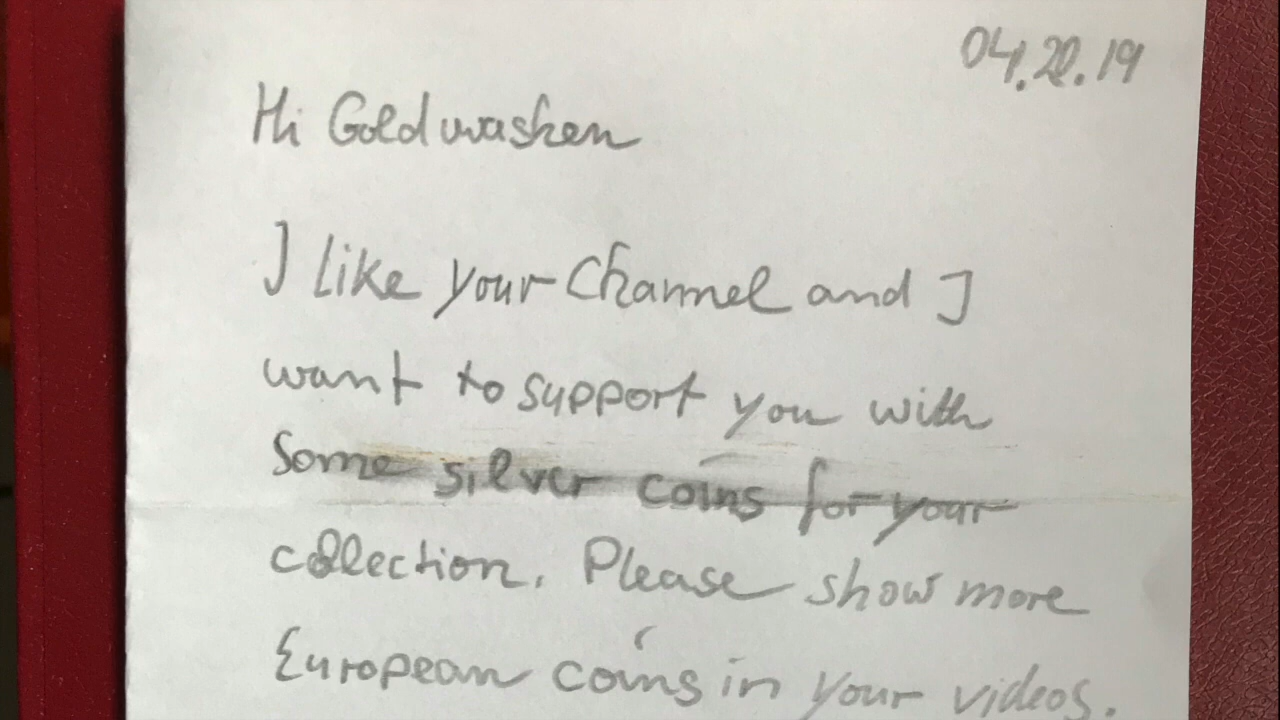 04.20.19
Hi Goldwashen
I like your Channel and I
want to support you with
Some silver coins for your
collection. Please show more
European coins in your videos.